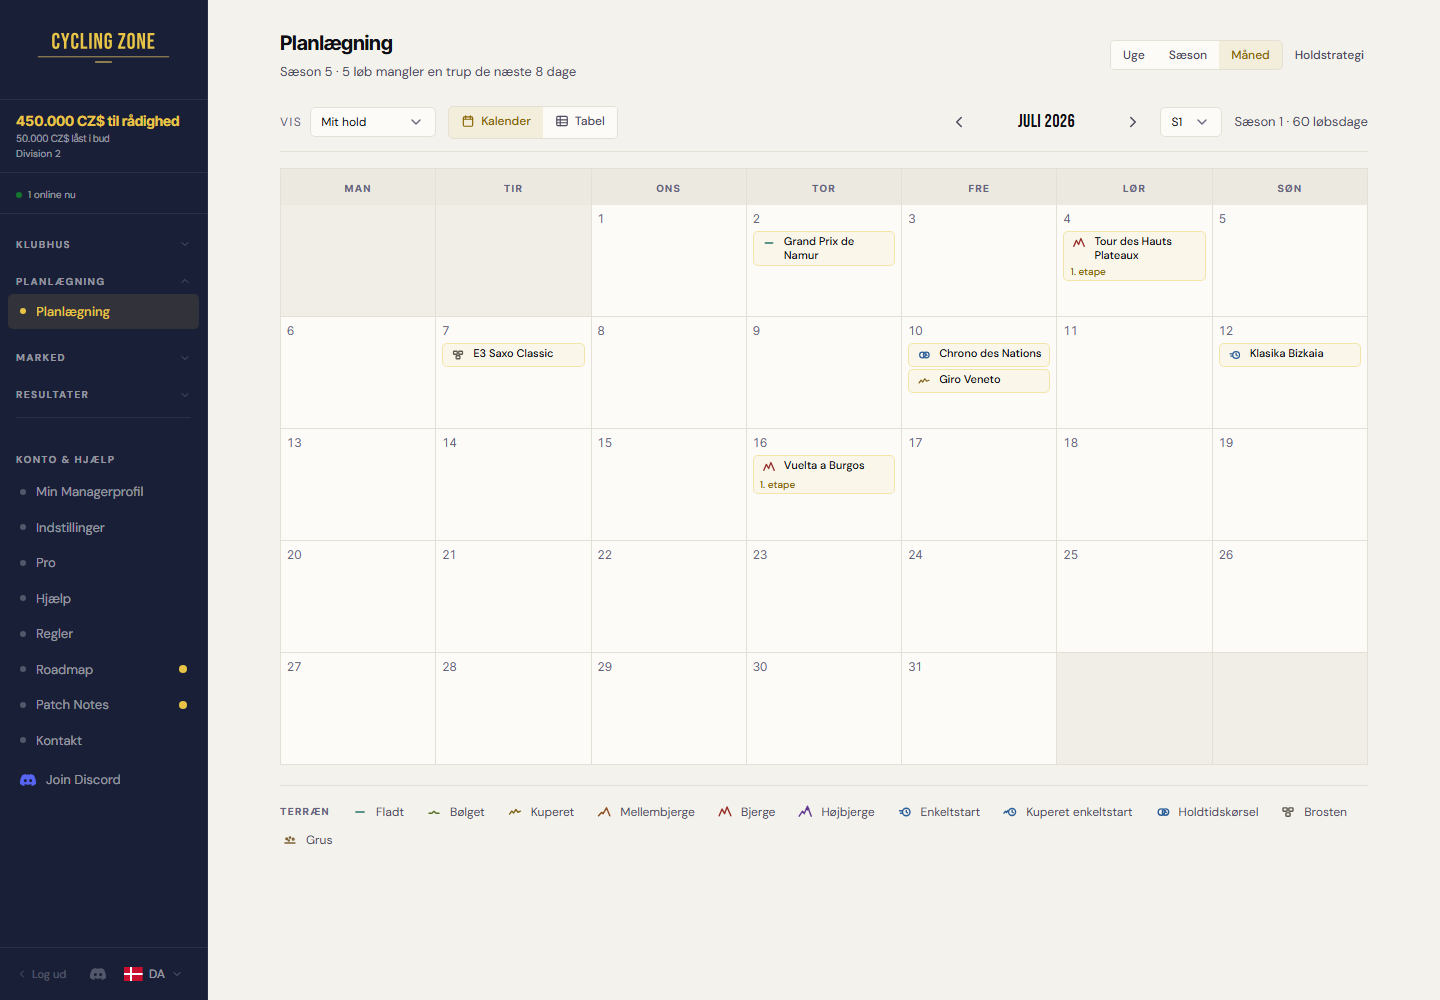 CYCLING ZONE
450.000 CZ$ til rådighed
50.000 CZ$ låst i bud
Division 2
1 online nu
KLUBHUS
PLANLÆGNING
Planlægning
MARKED
RESULTATER
KONTO & HJÆLP
Min Managerprofil
Indstillinger
Pro
Hjælp
Regler
Roadmap
Patch Notes
Kontakt
Join Discord
Log ud
DA
Planlægning
Sæson 5 · 5 løb mangler en trup de næste 8 dage
Uge Sæson Måned Holdstrategi
VIS Mit hold Kalender Tabel JULI 2026 S1 Sæson 1 · 60 løbsdage
MAN TIR ONS TOR FRE LØR SØN
1 2 3 4 5
Grand Prix de
Namur
Tour des Hauts
Plateaux
1. etape
6 7 8 9 10 11 12
E3 Saxo Classic
Chrono des Nations
Giro Veneto
Klasika Bizkaia
13 14 15 16 17 18 19
Vuelta a Burgos
1. etape
20 21 22 23 24 25 26
27 28 29 30 31
TERRÆN Fladt Bølget Kuperet Mellembjerge Bjerge Højbjerge Enkeltstart Kuperet enkeltstart Holdtidskørsel Brosten
Grus